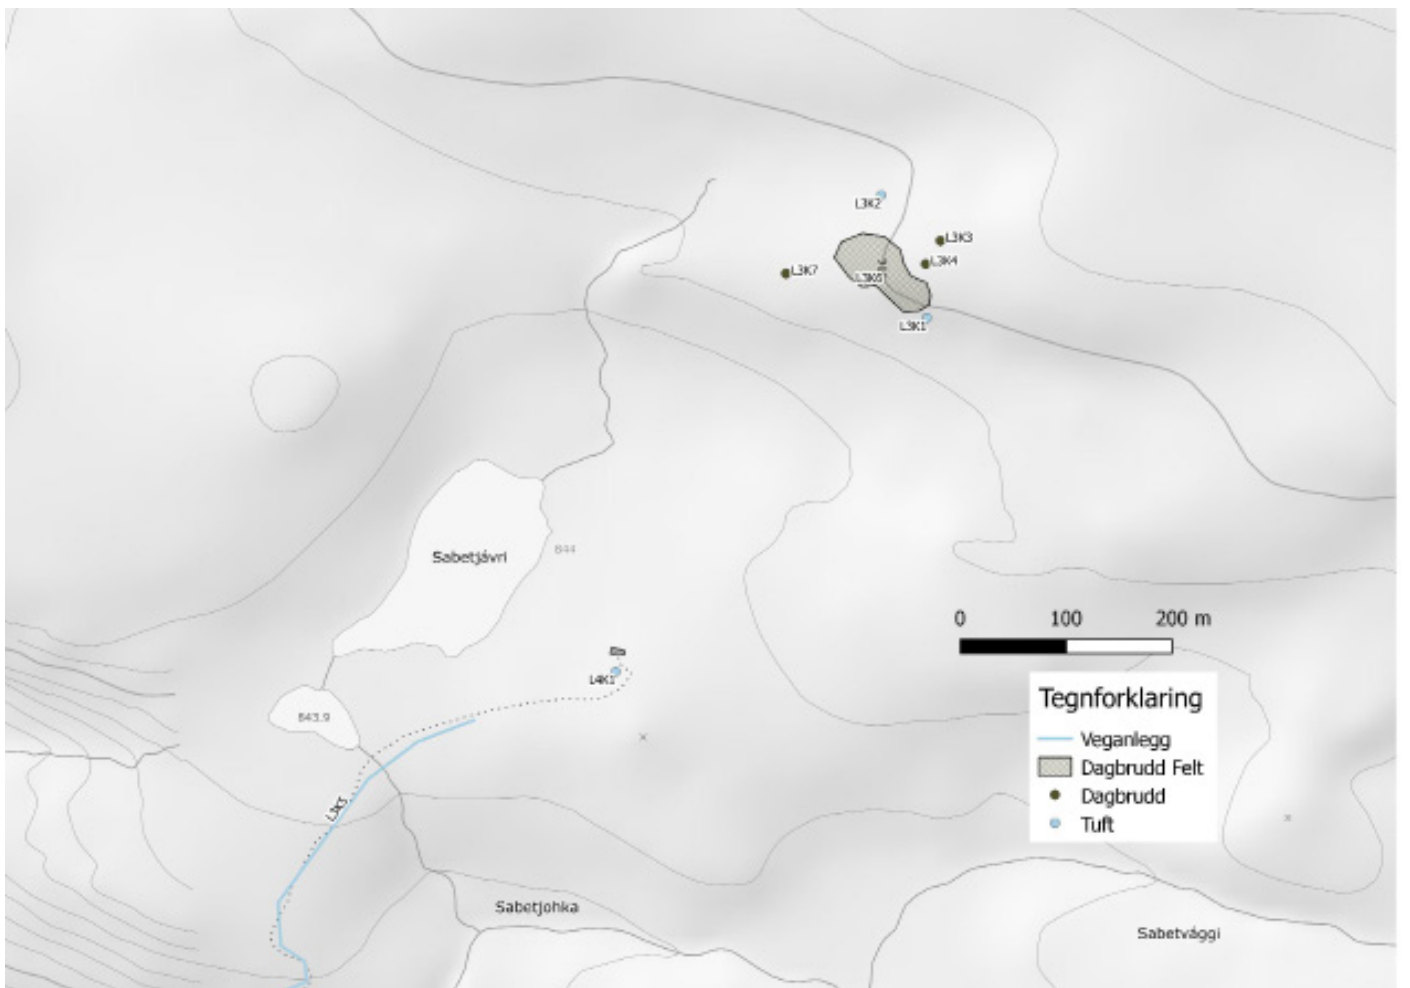 L3K2
L3K3
L3K4
L3K7
L3K6
L3K1
Sabetjávri
844
0 100 200 m
L4K1
Tegnforklaring
843.9
Veganlegg
Dagbrudd Felt
Dagbrudd
L3K5
Tuft
Sabetjohka
Sabetvággi